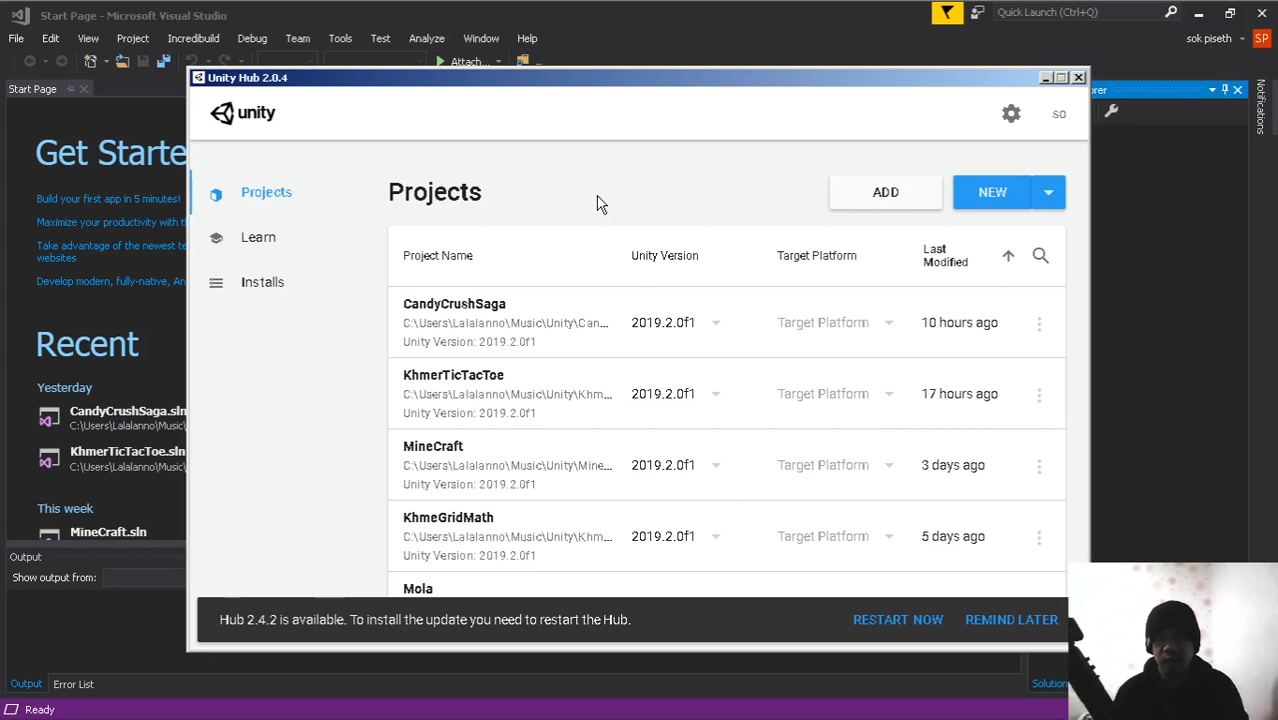 Start Page - Microsoft Visual Studio
Quick Launch (Ctrl+Q)
File Edit View Project Incredibuild Debug Team Tools Test Analyze Window Help
sok piseth
SP
Attach...
Start Page
Notifications
Get Starte
Build your first app in 5 minutes!
Maximize your productivity with th
Take advantage of the newest te
websites
Develop modern, fully-native, An
Recent
Yesterday
CandyCrushSaga.sln
C:\Users\Lalalanno\Music\
KhmerTicTacToe.sln
C:\Users\Lalalanno\Music\
This week
MineCraft.sln
Output
Show output from:
Output
Error List
Solution
Ready
Unity Hub 2.0.4
unity
so
Projects
Learn
Installs
Projects
ADD
NEW
Project Name
Unity Version
Target Platform
Last
Modified
CandyCrushSaga
C:\Users\Lalalanno\Music\Unity\Can...
Unity Version: 2019.2.0f1
2019.2.0f1
Target Platform
10 hours ago
KhmerTicTacToe
C:\Users\Lalalanno\Music\Unity\Khm...
Unity Version: 2019.2.0f1
2019.2.0f1
Target Platform
17 hours ago
MineCraft
C:\Users\Lalalanno\Music\Unity\Mine...
Unity Version: 2019.2.0f1
2019.2.0f1
Target Platform
3 days ago
KhmeGridMath
C:\Users\Lalalanno\Music\Unity\Khm...
Unity Version: 2019.2.0f1
2019.2.0f1
Target Platform
5 days ago
Mola
Hub 2.4.2 is available. To install the update you need to restart the Hub.
RESTART NOW
REMIND LATER